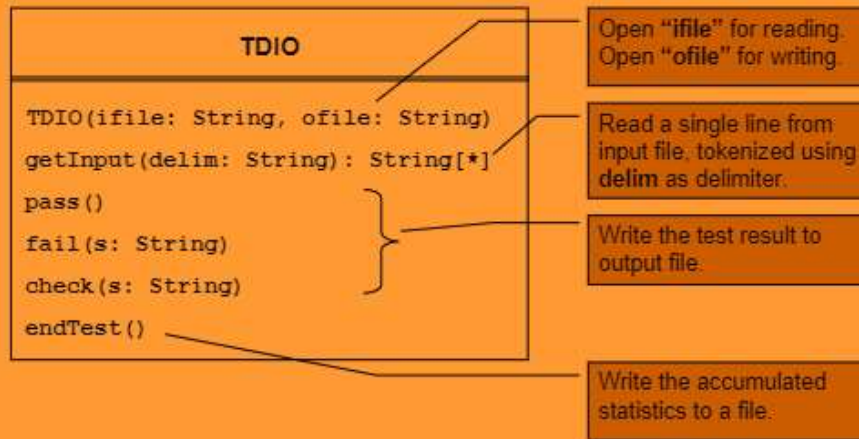 TDIO
TDIO(ifile: String, ofile: String)
getInput(delim: String): String[*]
pass()
fail(s: String)
check(s: String)
endTest()
Open “ifile” for reading.
Open “ofile” for writing.
Read a single line from
input file, tokenized using
delim as delimiter.
Write the test result to
output file.
Write the accumulated
statistics to a file.